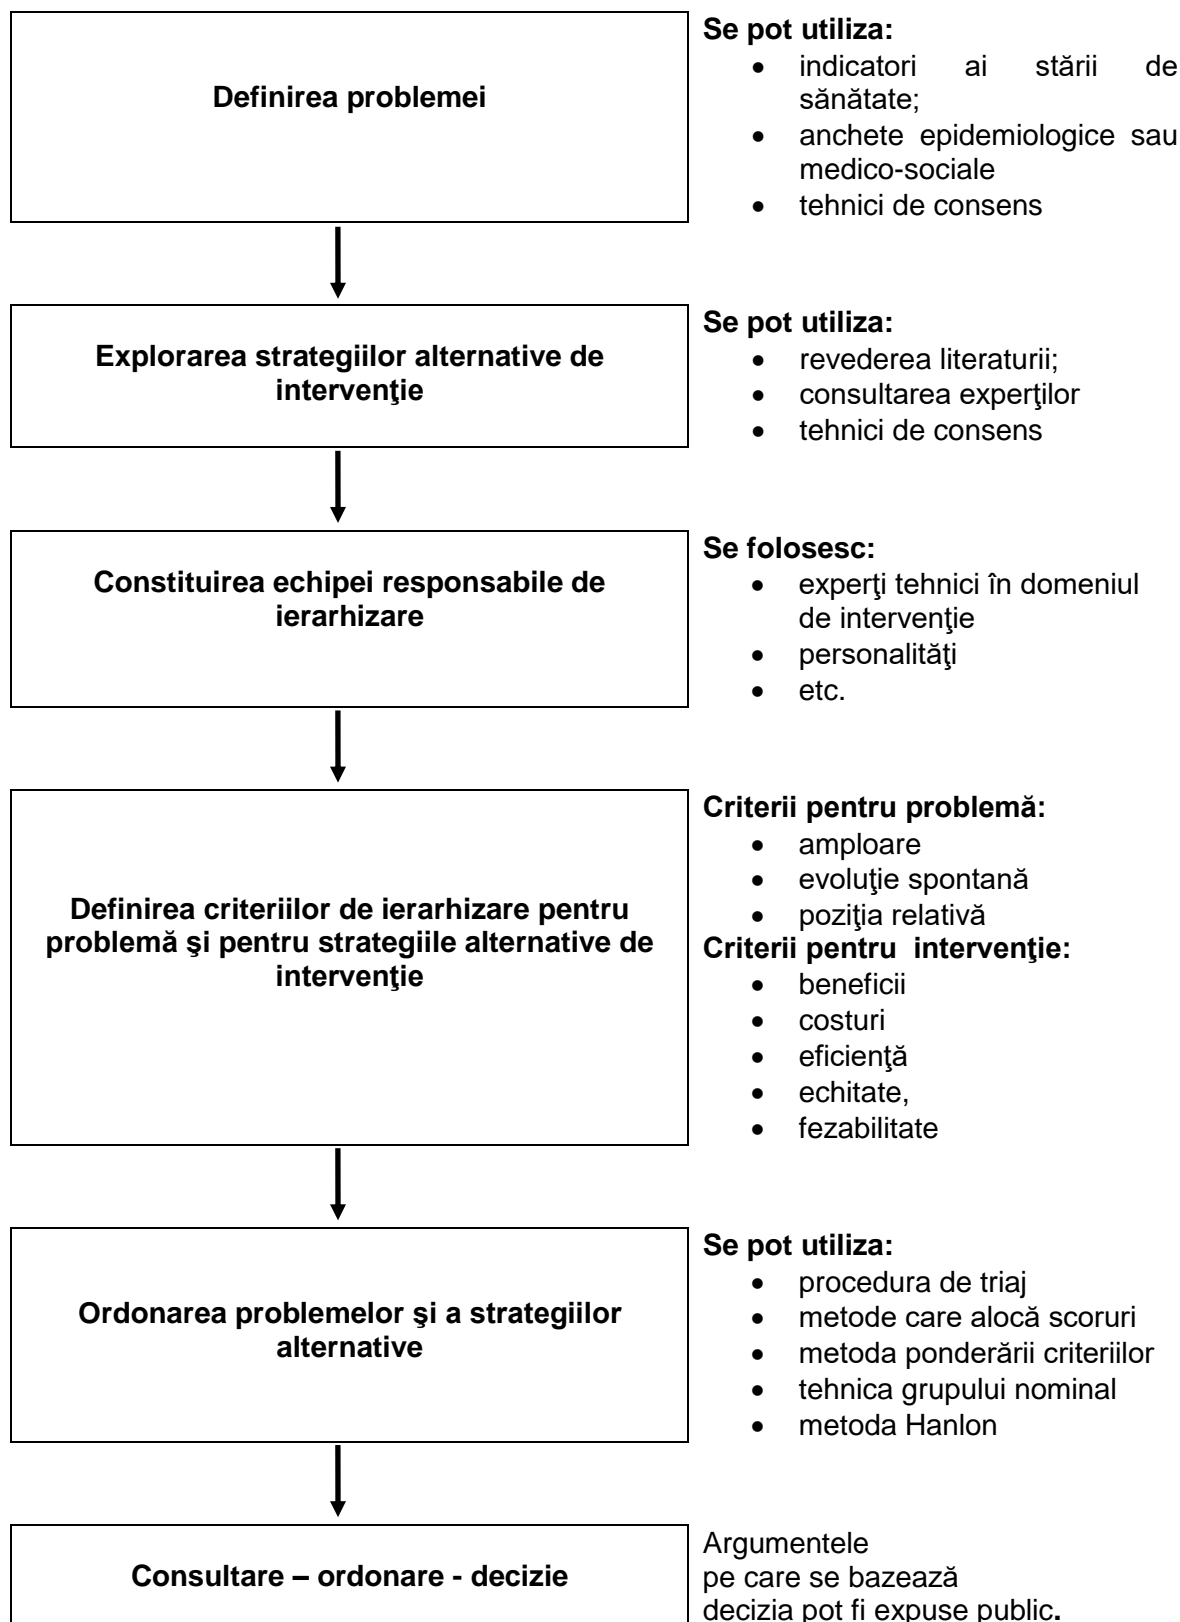 Definirea problemei
Se pot utiliza:
• indicatori ai stării de
sănătate;
• anchete epidemiologice sau
medico-sociale
• tehnici de consens
Explorarea strategiilor alternative de
intervenţie
Se pot utiliza:
• revederea literaturii;
• consultarea experţilor
• tehnici de consens
Constituirea echipei responsabile de
ierarhizare
Se folosesc:
• experţi tehnici în domeniul
de intervenţie
• personalităţi
• etc.
Definirea criteriilor de ierarhizare pentru
problemă şi pentru strategiile alternative de
intervenţie
Criterii pentru problemă:
• amploare
• evoluţie spontană
• poziţia relativă
Criterii pentru intervenţie:
• beneficii
• costuri
• eficienţă
• echitate,
• fezabilitate
Ordonarea problemelor şi a strategiilor
alternative
Se pot utiliza:
• procedura de triaj
• metode care alocă scoruri
• metoda ponderării criteriilor
• tehnica grupului nominal
• metoda Hanlon
Consultare – ordonare - decizie
Argumentele
pe care se bazează
decizia pot fi expuse public.